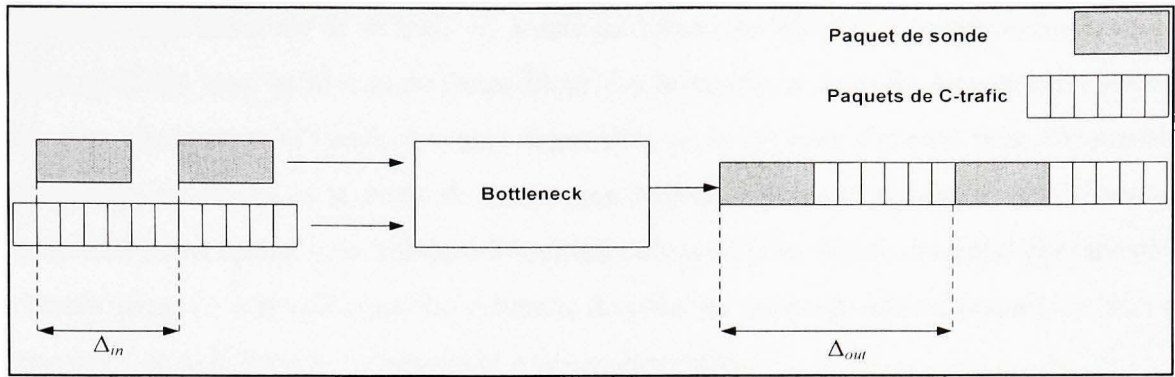 Paquet de sonde
Paquets de C-trafic
Bottleneck
Δin
Δout